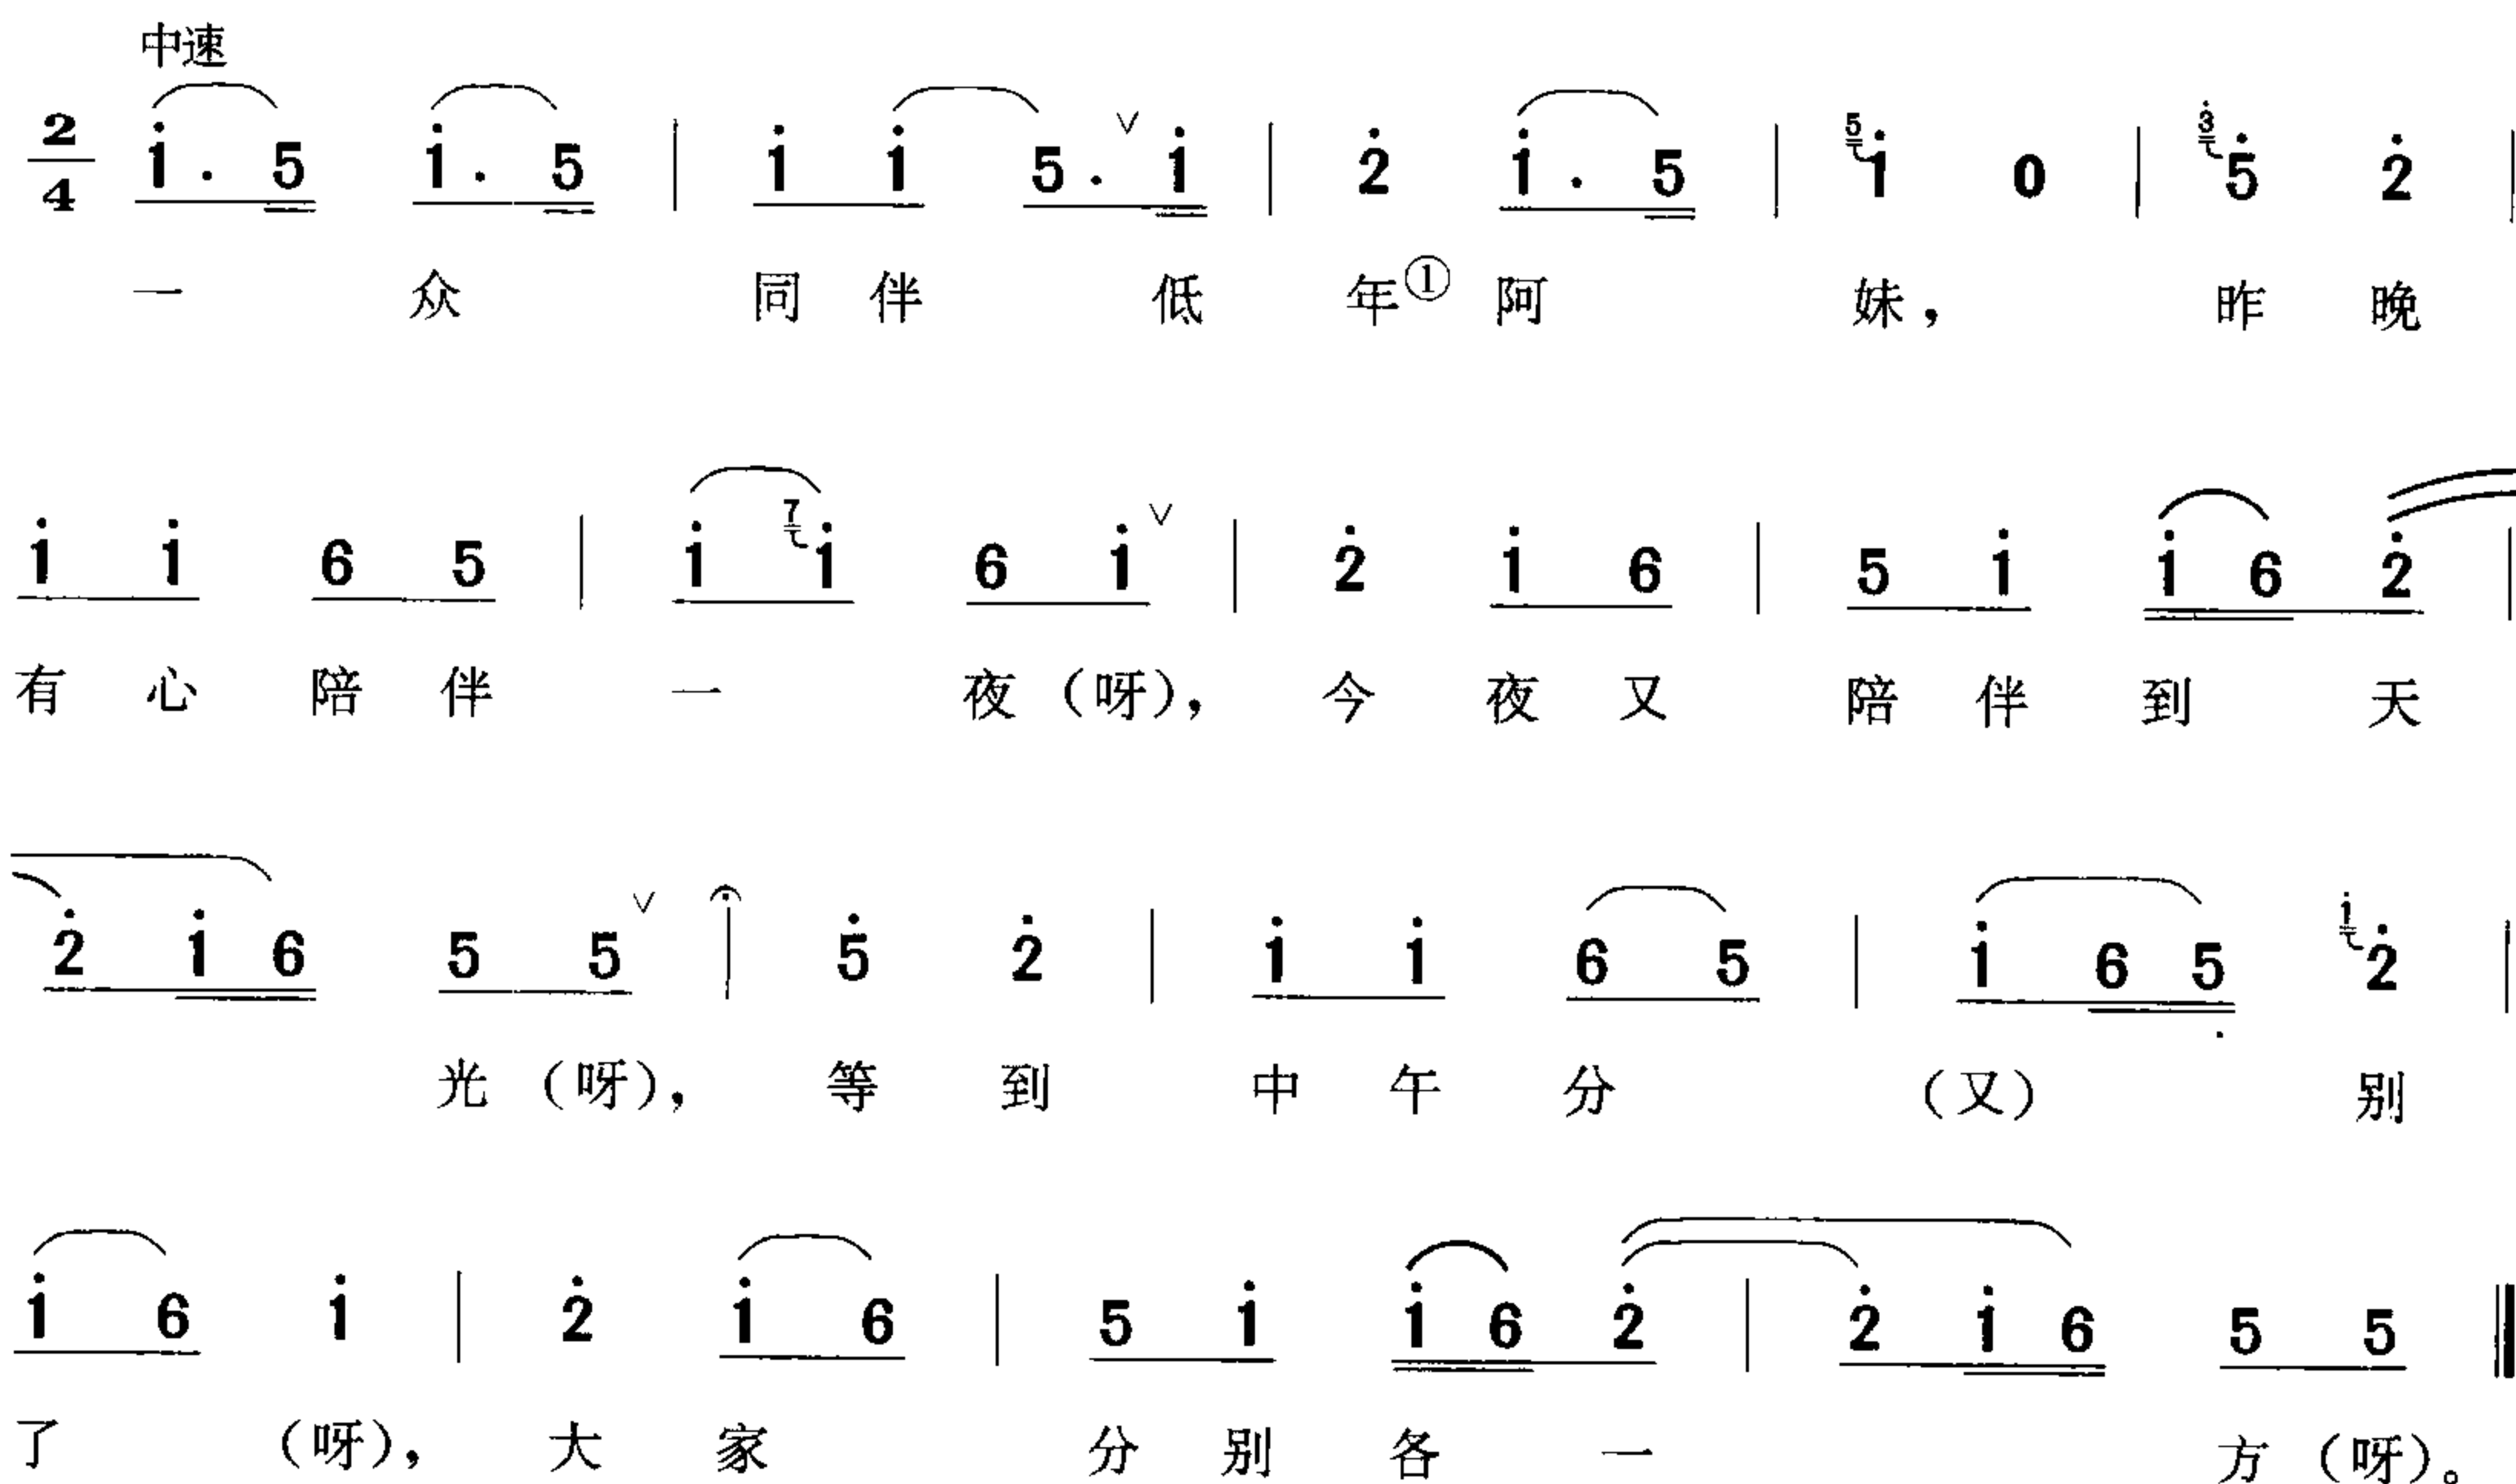 中速
2/4 i̇. 5 i̇. 5 | i̇ i̇ 5. ∨ i̇ | 2̇ i̇. 5 | 5 i̇ 0 | 3̇ 5̇ 2̇ |
一 众 同 伴 低 年① 阿 妹， 昨 晚
i̇ i̇ 6 5 | i̇ 7 i̇ 6 i̇ ∨ | 2̇ i̇ 6 | 5 i̇ i̇ 6 2̇ |
有 心 陪 伴 一 夜（呀）， 今 夜 又 陪 伴 到 天
2̇ i̇ 6 5 5 ∨ | 5̇ 2̇ | i̇ i̇ 6 5 | i̇ 6 5̣ i̇ 2̇ |
光（呀）， 等 到 中 午 分 （又） 别
i̇ 6 i̇ | 2̇ i̇ 6 | 5 i̇ i̇ 6 2̇ | 2̇ i̇ 6 5 5 ‖
了 （呀）， 大 家 分 别 各 一 方（呀）。